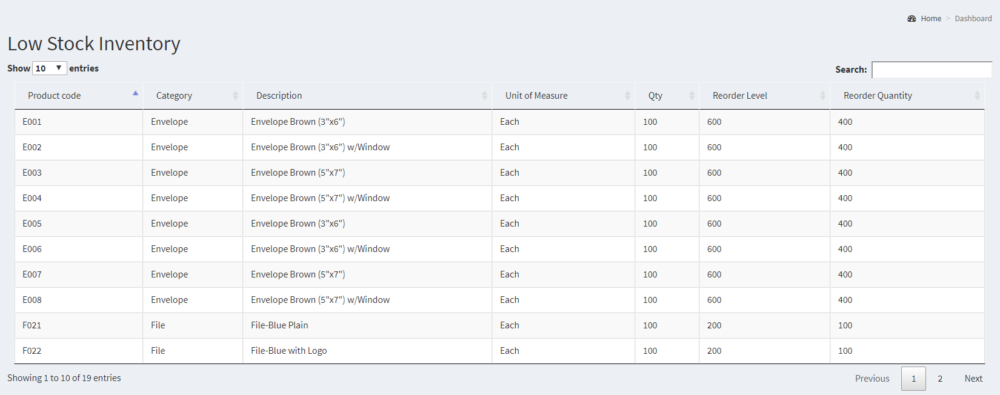 Home > Dashboard
Low Stock Inventory
Show 10 entries Search:
Product code Category Description Unit of Measure Qty Reorder Level Reorder Quantity
E001 Envelope Envelope Brown (3"x6") Each 100 600 400
E002 Envelope Envelope Brown (3"x6") w/Window Each 100 600 400
E003 Envelope Envelope Brown (5"x7") Each 100 600 400
E004 Envelope Envelope Brown (5"x7") w/Window Each 100 600 400
E005 Envelope Envelope Brown (3"x6") Each 100 600 400
E006 Envelope Envelope Brown (3"x6") w/Window Each 100 600 400
E007 Envelope Envelope Brown (5"x7") Each 100 600 400
E008 Envelope Envelope Brown (5"x7") w/Window Each 100 600 400
F021 File File-Blue Plain Each 100 200 100
F022 File File-Blue with Logo Each 100 200 100
Showing 1 to 10 of 19 entries Previous 1 2 Next